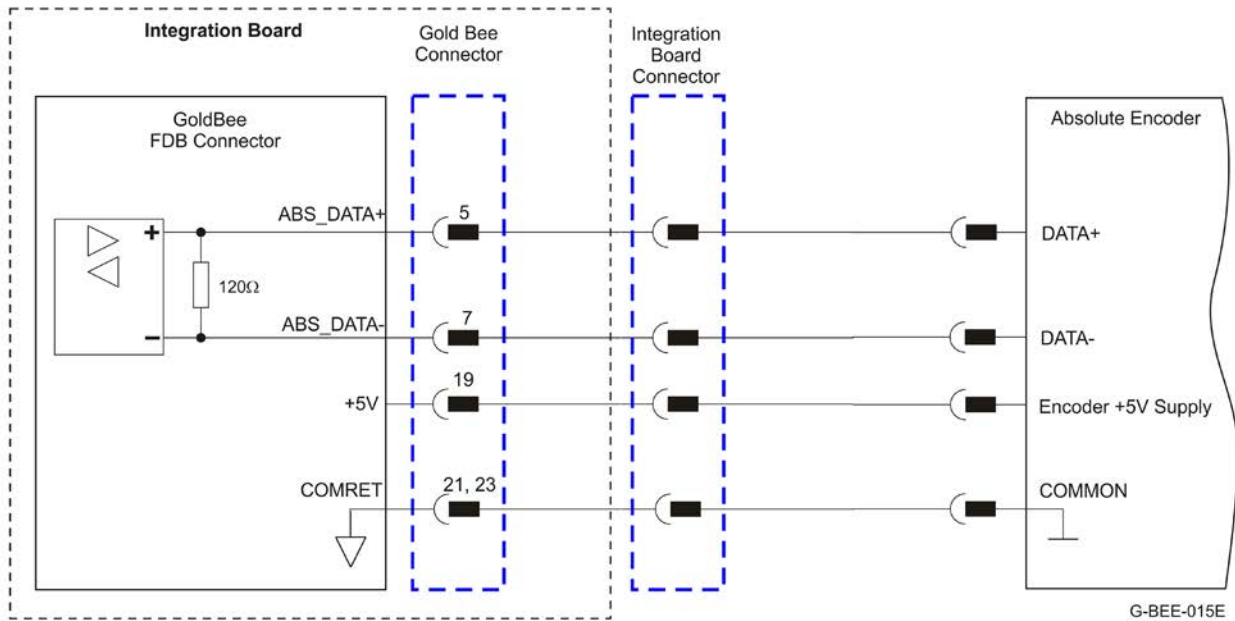 Integration Board
Gold Bee
Connector
Integration
Board
Connector
GoldBee
FDB Connector
Absolute Encoder
ABS_DATA+
5
+
DATA+
120Ω
ABS_DATA-
7
-
DATA-
19
+5V
Encoder +5V Supply
COMRET
21, 23
COMMON
G-BEE-015E